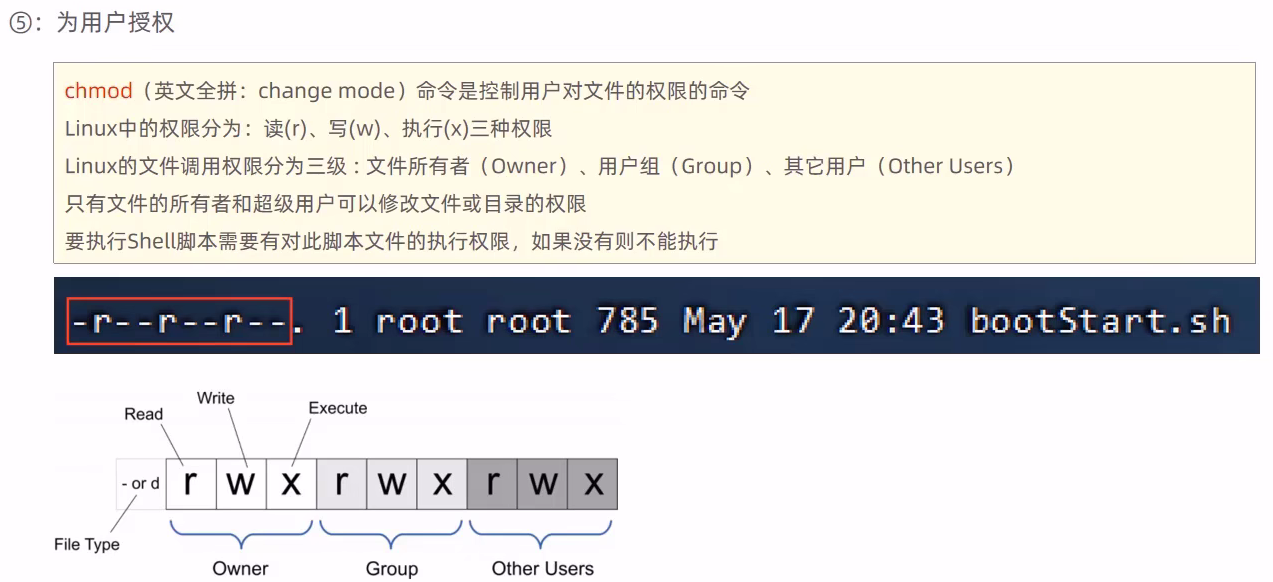 ⑤：为用户授权
chmod（英文全拼：change mode）命令是控制用户对文件的权限的命令
Linux中的权限分为：读(r)、写(w)、执行(x)三种权限
Linux的文件调用权限分为三级 : 文件所有者（Owner）、用户组（Group）、其它用户（Other Users）
只有文件的所有者和超级用户可以修改文件或目录的权限
要执行Shell脚本需要有对此脚本文件的执行权限，如果没有则不能执行
-r--r--r--. 1 root root 785 May 17 20:43 bootStart.sh
Write
Read
Execute
- or d r w x r w x r w x
File Type
Owner Group Other Users